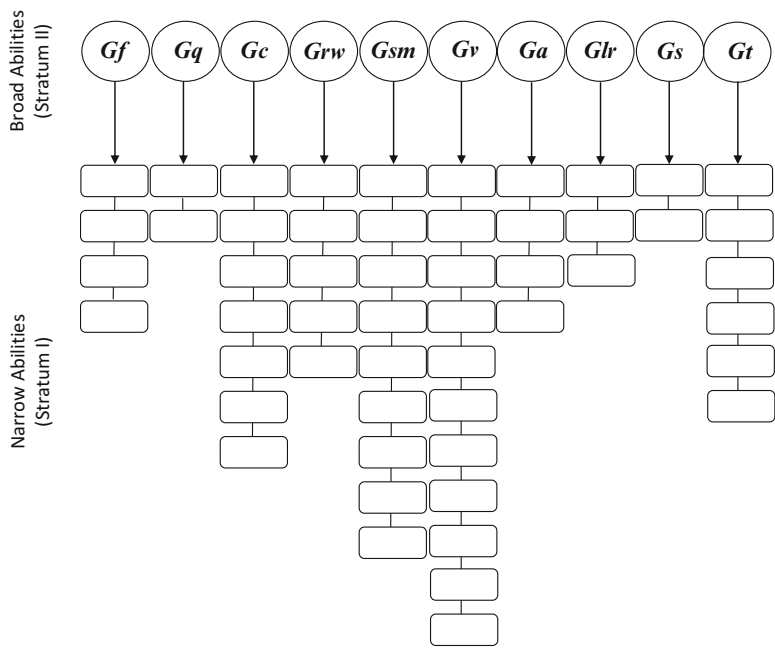 Broad Abilities
(Stratum II)
Gf Gq Gc Grw Gsm Gv Ga Glr Gs Gt
Narrow Abilities
(Stratum I)